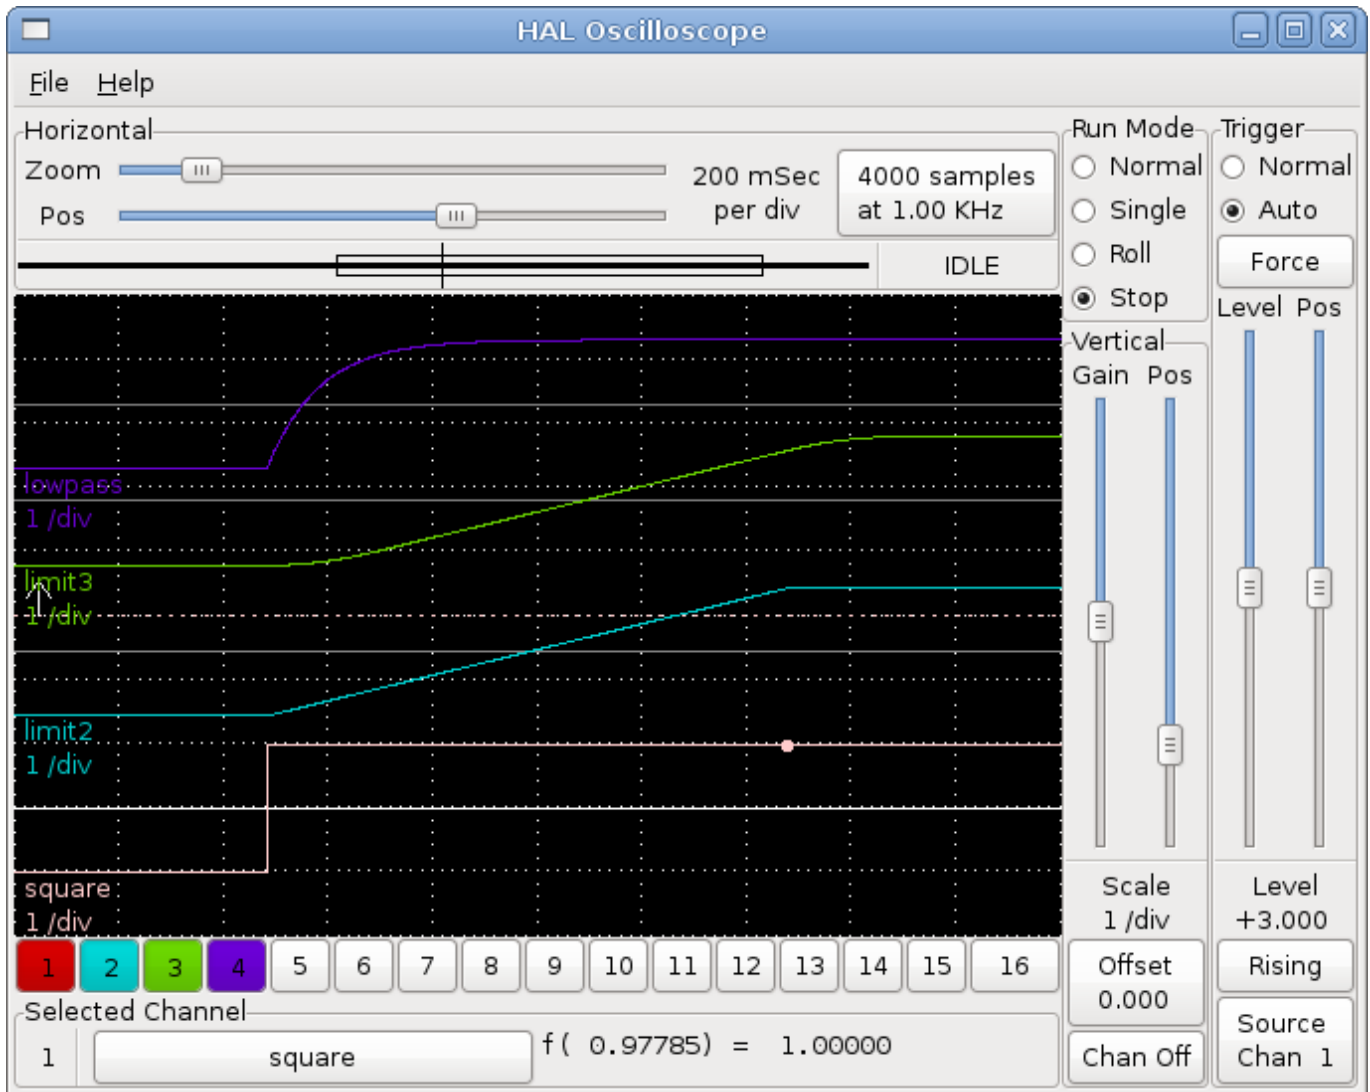 HAL Oscilloscope
File Help
Horizontal
Zoom
Pos
200 mSec
per div
4000 samples
at 1.00 KHz
IDLE
Run Mode
Normal
Single
Roll
Stop
Trigger
Normal
Auto
Force
Level Pos
Vertical
Gain Pos
lowpass
1 /div
limit3
1 /div
limit2
1 /div
square
1 /div
Scale
1 /div
Offset
0.000
Chan Off
Level
+3.000
Rising
Source
Chan 1
1 2 3 4 5 6 7 8 9 10 11 12 13 14 15 16
Selected Channel
1 square f( 0.97785) = 1.00000